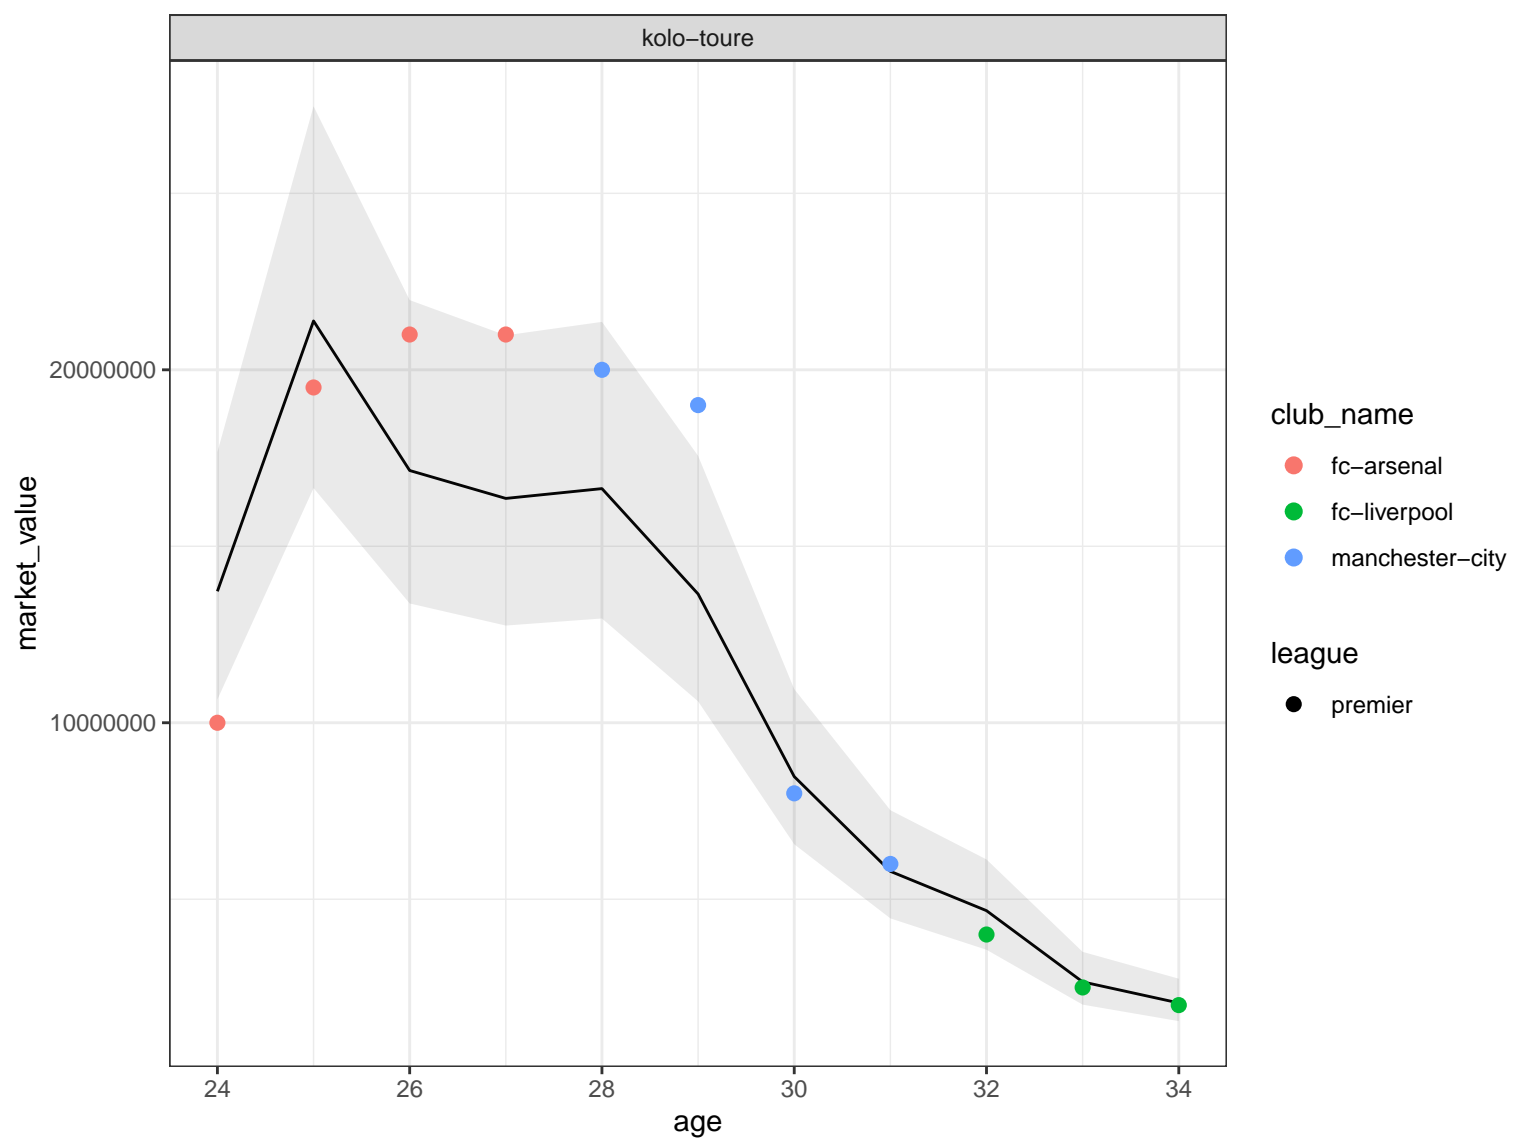 kolo−toure
20000000
10000000
market_value
24
26
28
30
32
34
age
club_name
fc−arsenal
fc−liverpool
manchester−city
league
premier